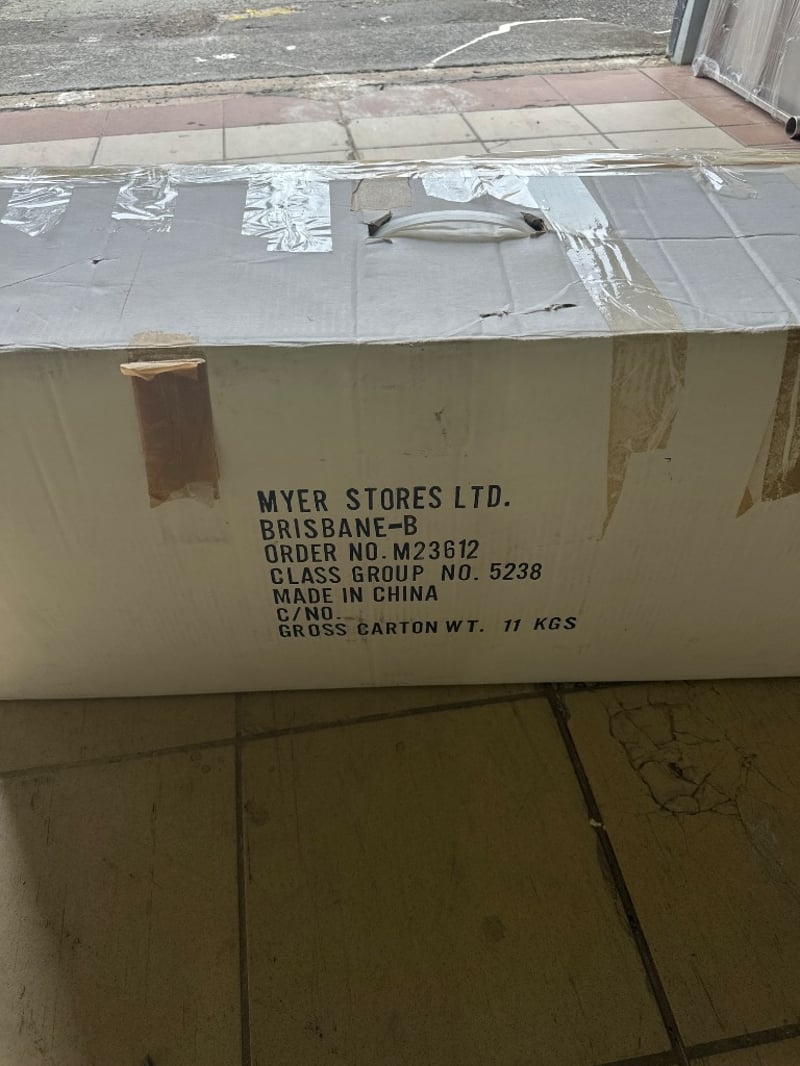 MYER STORES LTD.
BRISBANE-B
ORDER NO. M23612
CLASS GROUP NO. 5238
MADE IN CHINA
C/NO.
GROSS CARTON WT. 11 KGS